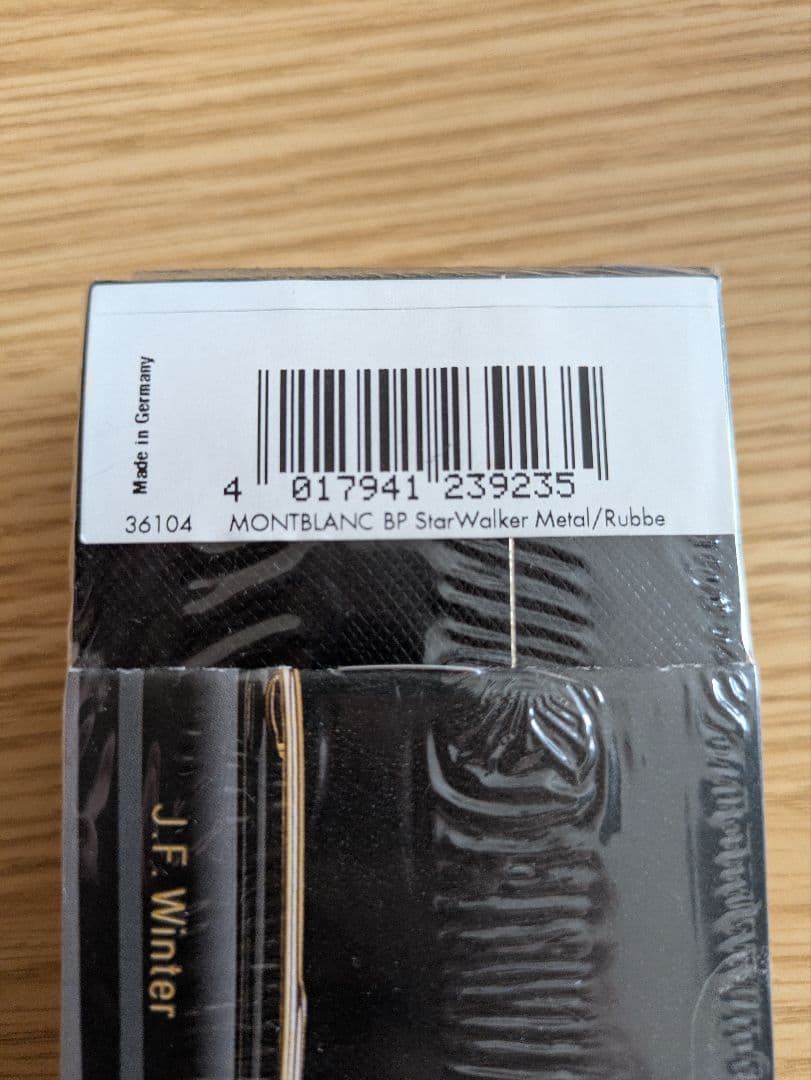 Made in Germany
4 017941 239235
36104 MONTBLANC BP StarWalker Metal/Rubbe
J.F. Winter